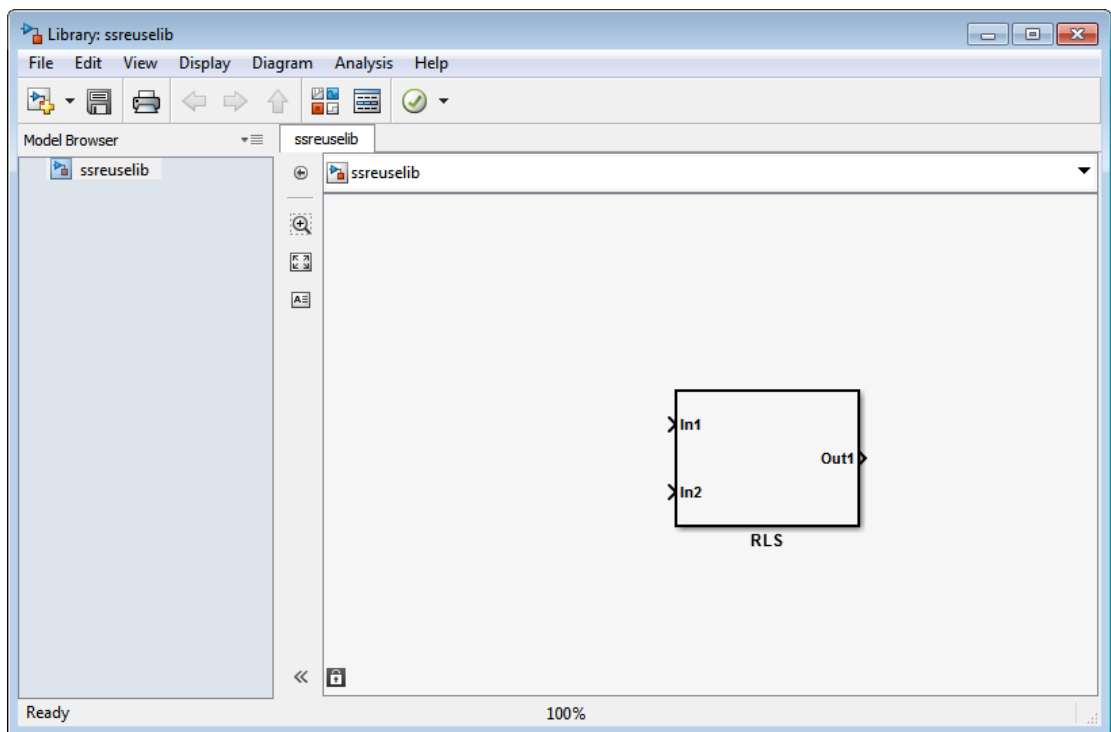 Library: ssreuselib
File Edit View Display Diagram Analysis Help
Model Browser
ssreuselib
ssreuselib
ssreuselib
In1
Out1
In2
RLS
Ready
100%